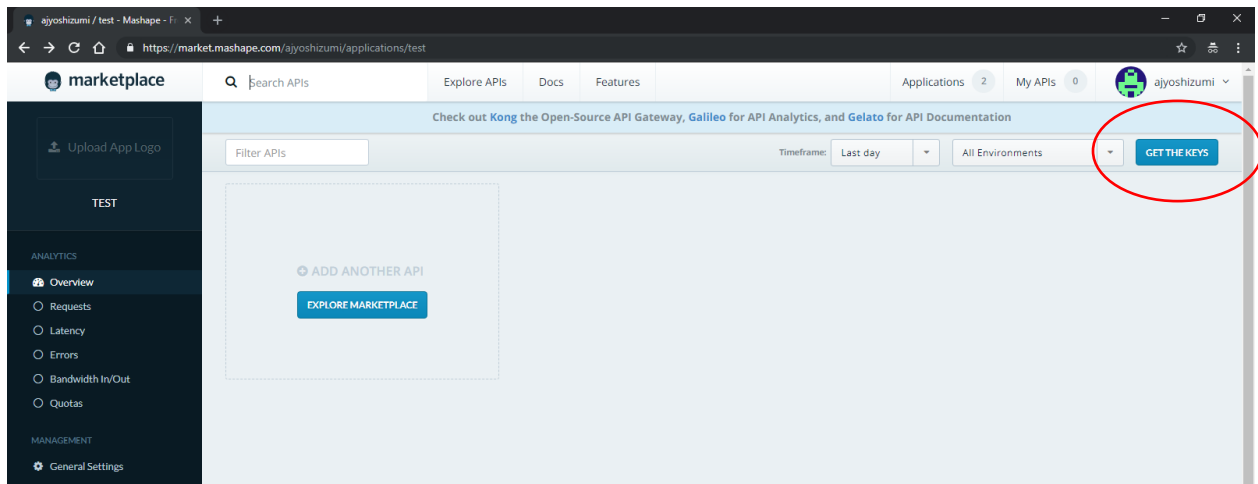 ajyoshizumi / test - Mashape - Fr
https://market.mashape.com/ajyoshizumi/applications/test
marketplace
Search APIs
Explore APIs Docs Features
Applications 2 My APIs 0 ajyoshizumi
Check out Kong the Open-Source API Gateway, Galileo for API Analytics, and Gelato for API Documentation
Upload App Logo
Filter APIs
Timeframe: Last day All Environments GET THE KEYS
TEST
ADD ANOTHER API
EXPLORE MARKETPLACE
ANALYTICS
Overview
Requests
Latency
Errors
Bandwidth In/Out
Quotas
MANAGEMENT
General Settings